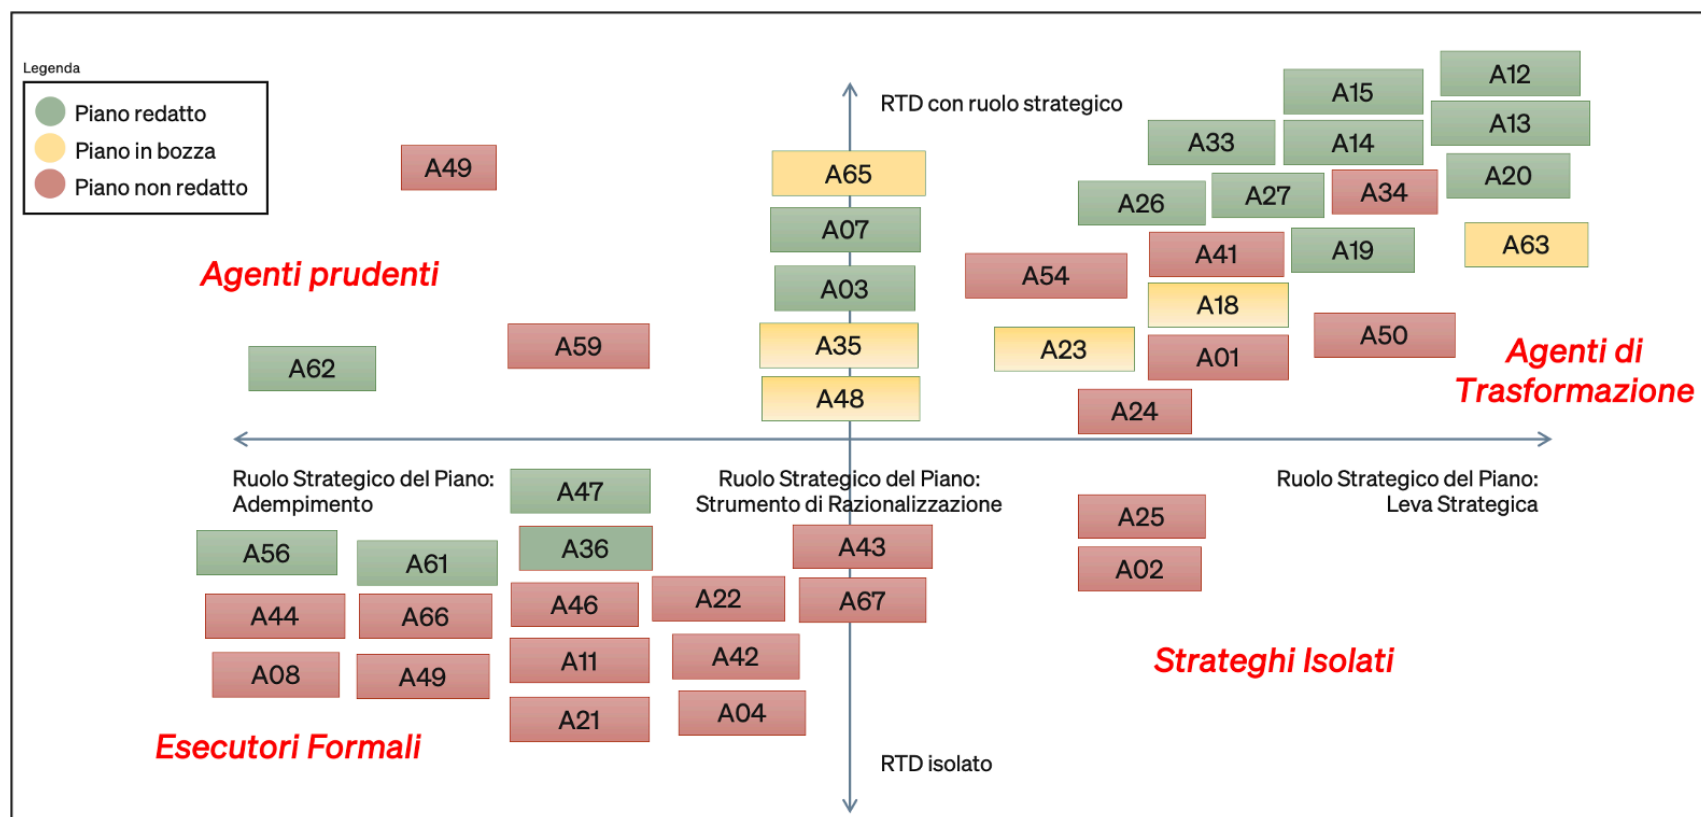 Legenda
Piano redatto
Piano in bozza
Piano non redatto
RTD con ruolo strategico
A12
A15
A13
A33
A14
A49
A65
A20
A34
A27
A26
A07
A63
A41
A19
Agenti prudenti
A54
A03
A18
A50
A59
A35
A23
A01
Agenti di
Trasformazione
A62
A48
A24
Ruolo Strategico del Piano:
Adempimento
Ruolo Strategico del Piano:
Strumento di Razionalizzazione
Ruolo Strategico del Piano:
Leva Strategica
A47
A25
A56
A61
A36
A43
A02
A44
A66
A46
A22
A67
A08
A49
A11
A42
Strateghi Isolati
A21
A04
Esecutori Formali
RTD isolato